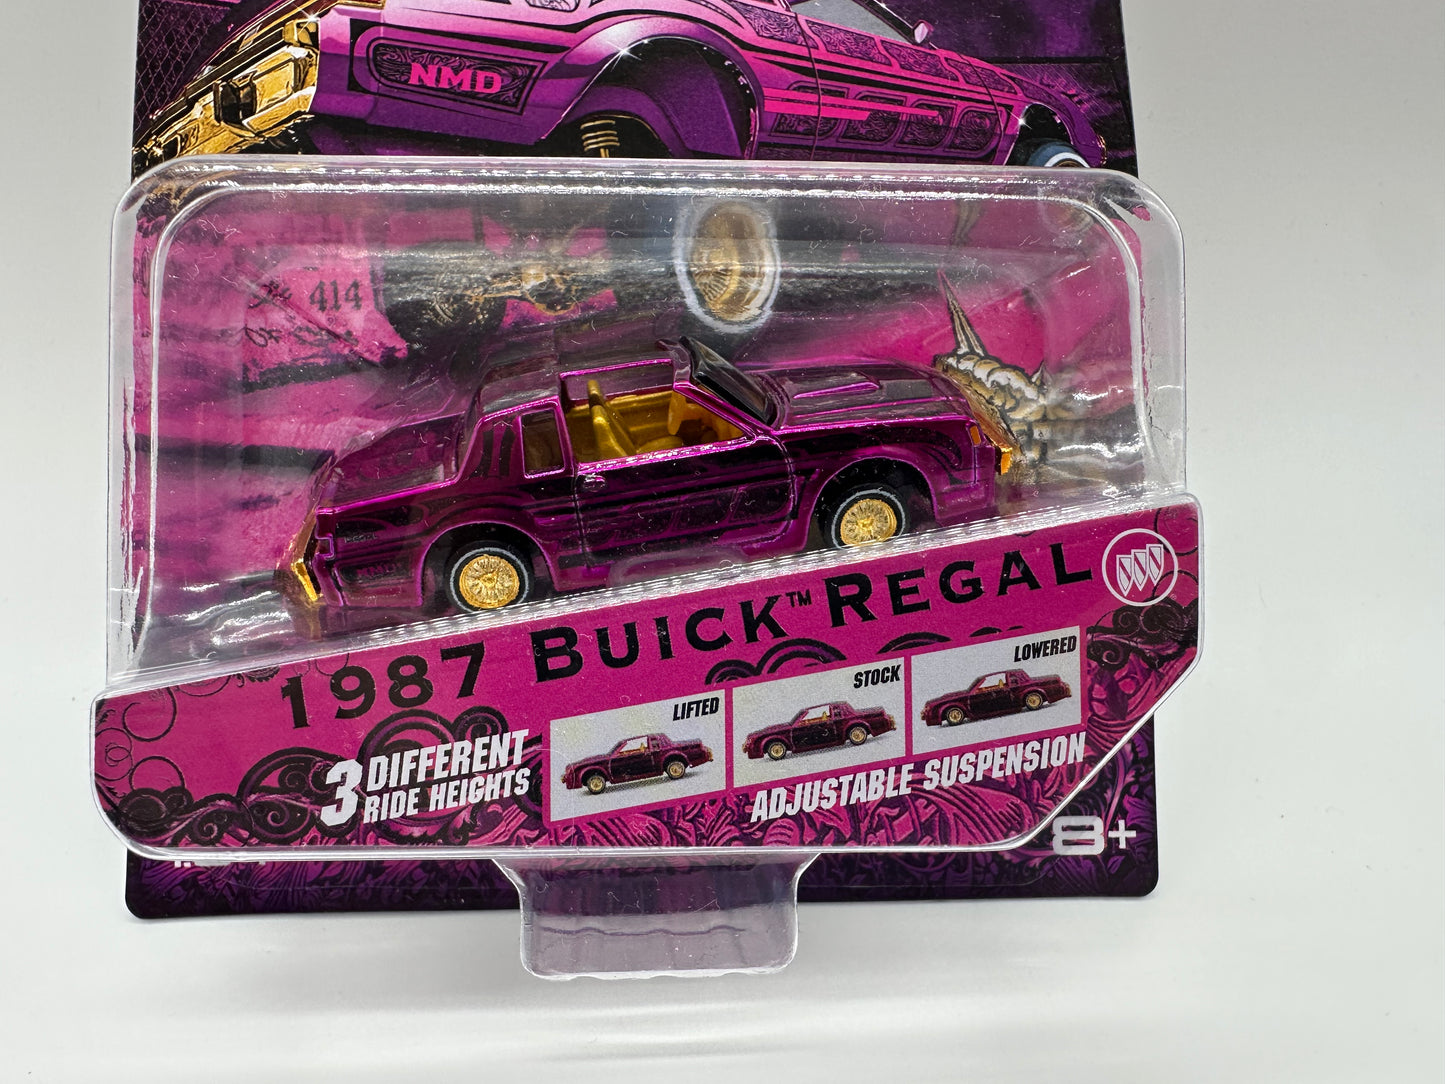 NMD
414
1987 BUICK™ REGAL
LIFTED
STOCK
LOWERED
3 DIFFERENT
RIDE HEIGHTS
ADJUSTABLE SUSPENSION
8+